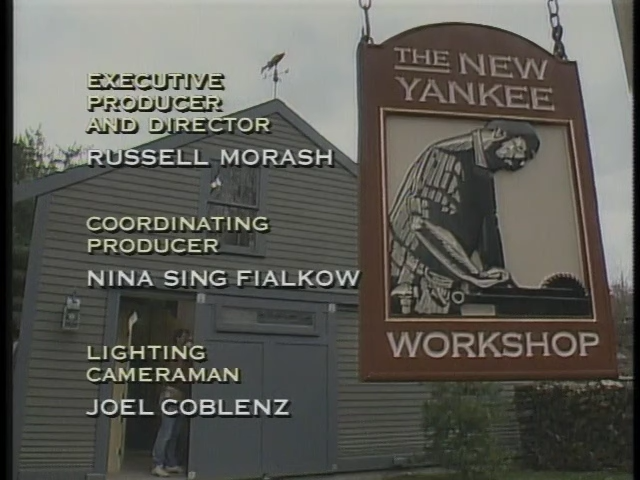 EXECUTIVE
PRODUCER
AND DIRECTOR
RUSSELL MORASH
COORDINATING
PRODUCER
NINA SING FIALKOW
LIGHTING
CAMERAMAN
JOEL COBLENZ
THE NEW
YANKEE
WORKSHOP